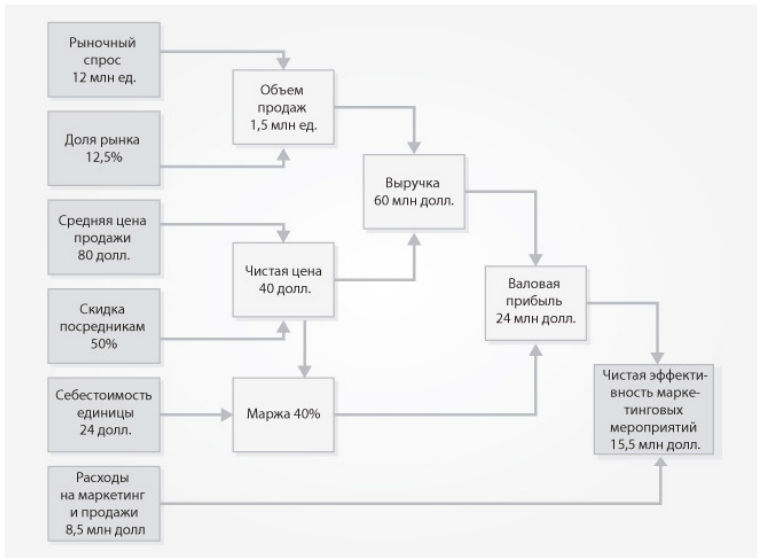 Рыночный
спрос
12 млн ед.
Доля рынка
12,5%
Средняя цена
продажи
80 долл.
Скидка
посредникам
50%
Себестоимость
единицы
24 долл.
Расходы
на маркетинг
и продажи
8,5 млн долл
Объем
продаж
1,5 млн ед.
Чистая цена
40 долл.
Маржа 40%
Выручка
60 млн долл.
Валовая
прибыль
24 млн долл.
Чистая эффекти-
вность марке-
тинговых
мероприятий
15,5 млн долл.